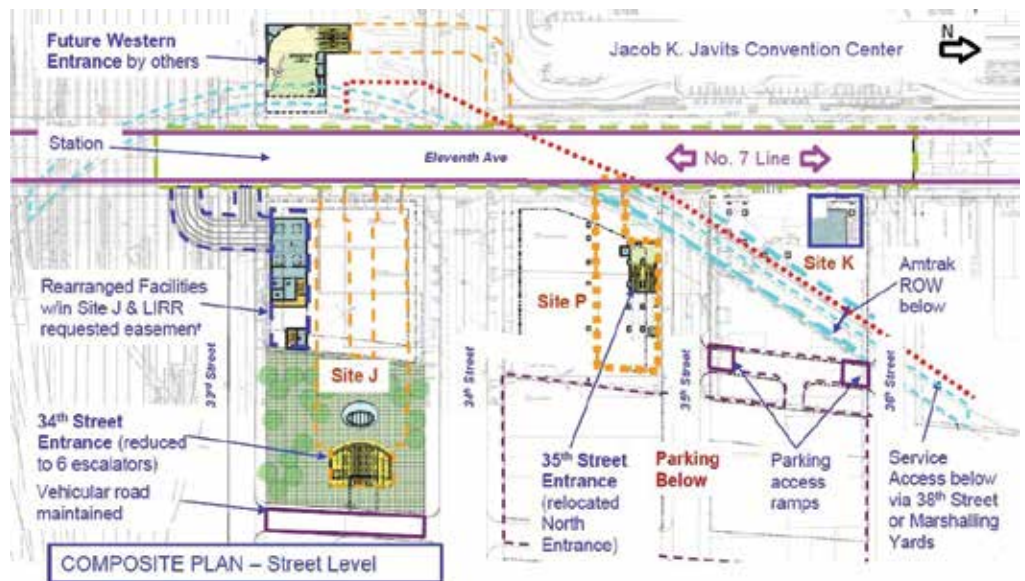 Future Western
Entrance by others
Jacob K. Javits Convention Center
N
Station
Eleventh Ave
No. 7 Line
Site K
Amtrak
ROW
below
Rearranged Facilities
w/in Site J & LIRR
requested easement
Site P
Site J
33rd Street
34th Street
35th Street
36th Street
34th Street
Entrance (reduced
to 6 escalators)
Vehicular road
maintained
35th Street
Entrance
(relocated
North
Entrance)
Parking
Below
Parking
access
ramps
Service
Access below
via 38th Street
or Marshalling
Yards
COMPOSITE PLAN – Street Level